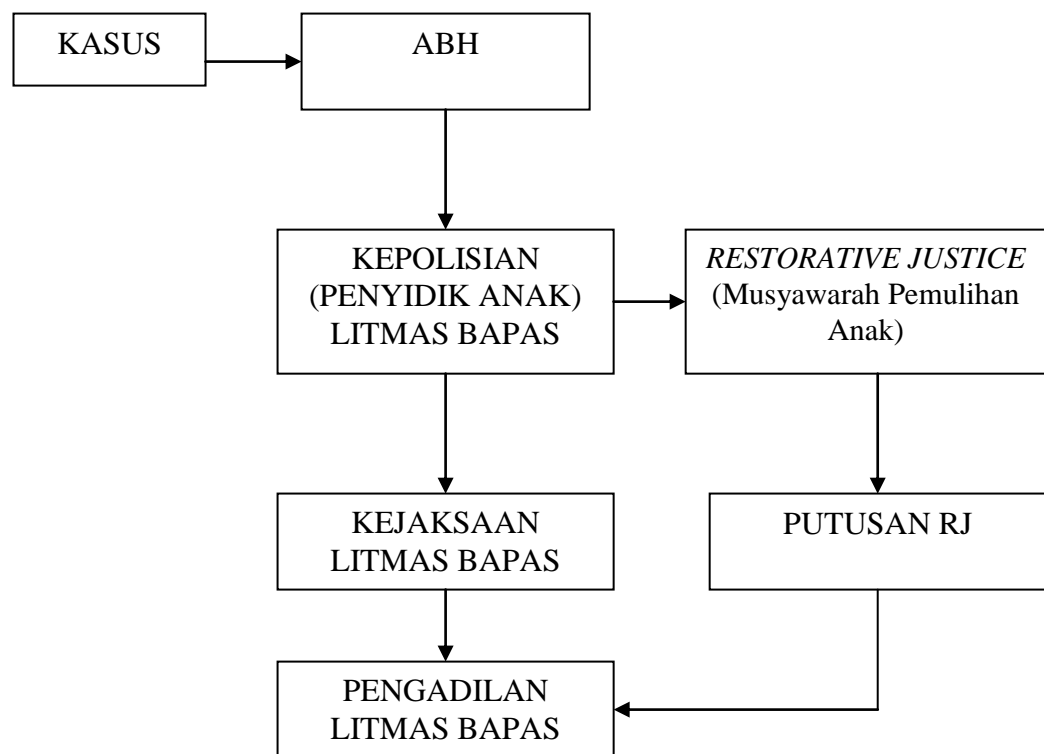 KASUS
ABH
KEPOLISIAN
(PENYIDIK ANAK)
LITMAS BAPAS
RESTORATIVE JUSTICE
(Musyawarah Pemulihan
Anak)
KEJAKSAAN
LITMAS BAPAS
PUTUSAN RJ
PENGADILAN
LITMAS BAPAS